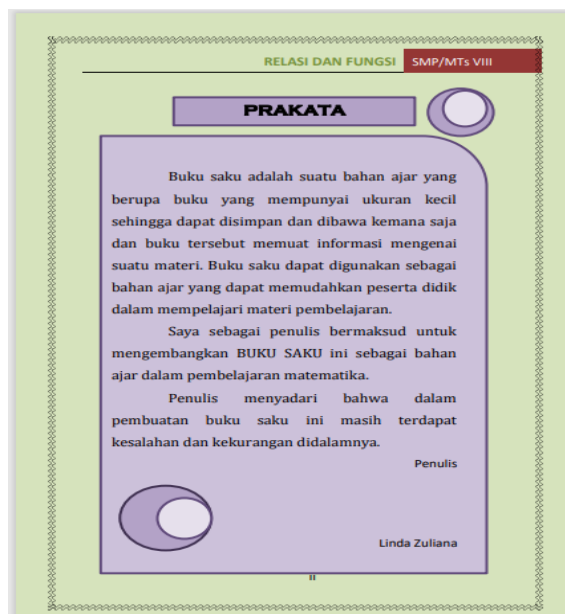 RELASI DAN FUNGSI SMP/MTs VIII
PRAKATA
Buku saku adalah suatu bahan ajar yang
berupa buku yang mempunyai ukuran kecil
sehingga dapat disimpan dan dibawa kemana saja
dan buku tersebut memuat informasi mengenai
suatu materi. Buku saku dapat digunakan sebagai
bahan ajar yang dapat memudahkan peserta didik
dalam mempelajari materi pembelajaran.
Saya sebagai penulis bermaksud untuk
mengembangkan BUKU SAKU ini sebagai bahan
ajar dalam pembelajaran matematika.
Penulis menyadari bahwa dalam
pembuatan buku saku ini masih terdapat
kesalahan dan kekurangan didalamnya.
Penulis
Linda Zuliana
II